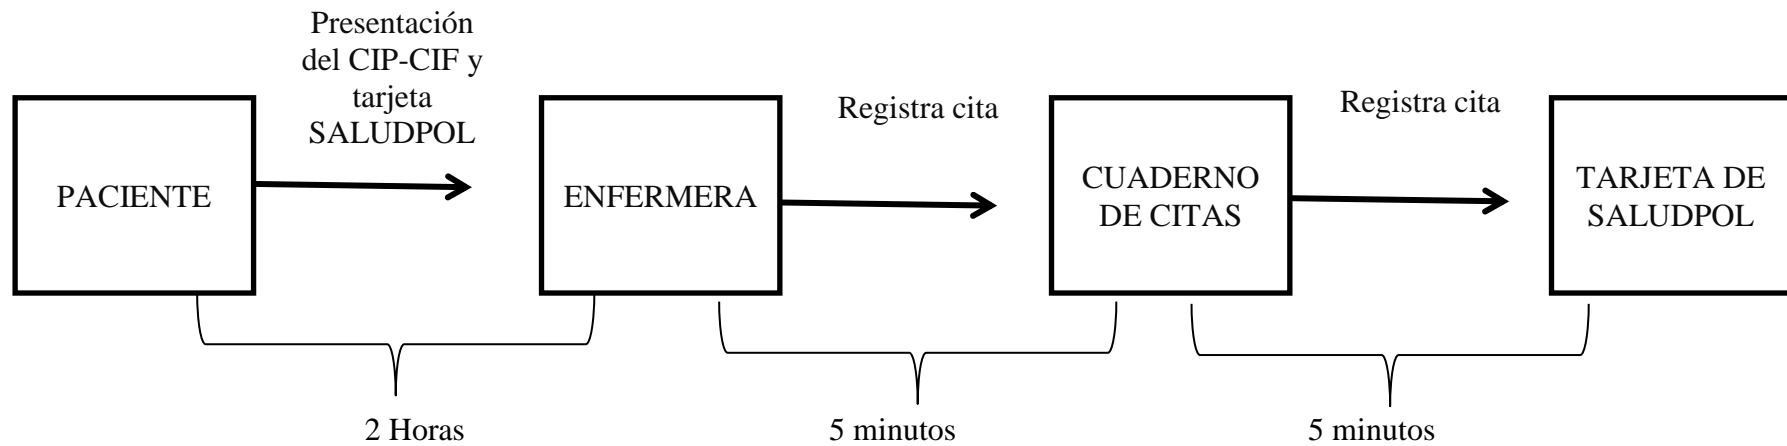 Presentación
del CIP-CIF y
tarjeta
SALUDPOL
Registra cita
Registra cita
PACIENTE
ENFERMERA
CUADERNO
DE CITAS
TARJETA DE
SALUDPOL
2 Horas
5 minutos
5 minutos